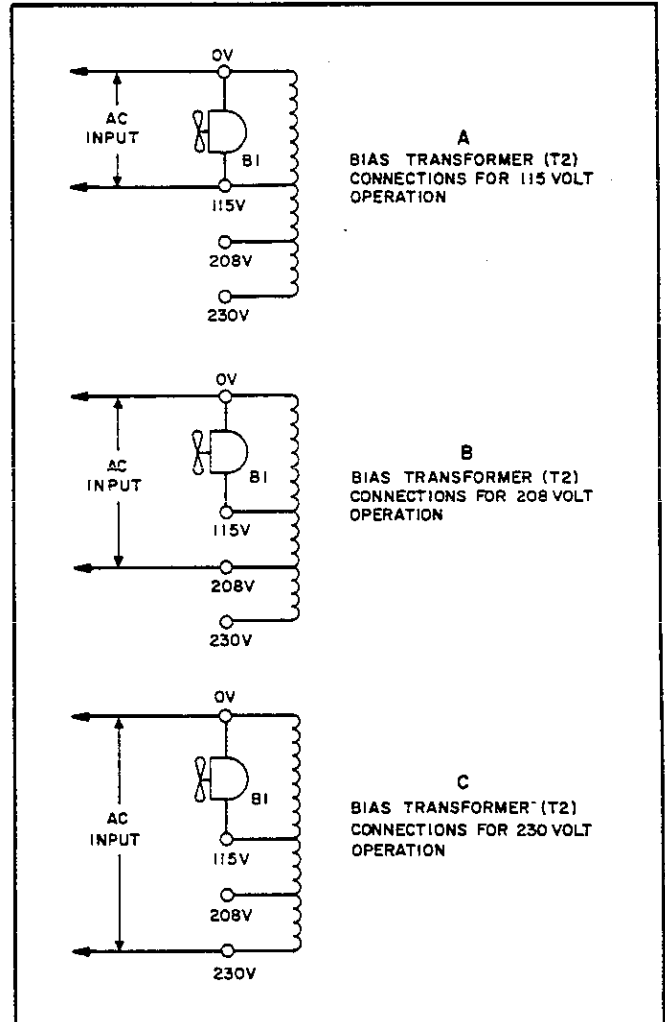 0V
AC
INPUT
B1
115V
208V
230V
A
BIAS TRANSFORMER (T2)
CONNECTIONS FOR 115 VOLT
OPERATION
0V
AC
INPUT
B1
115V
208V
230V
B
BIAS TRANSFORMER (T2)
CONNECTIONS FOR 208 VOLT
OPERATION
0V
AC
INPUT
B1
115V
208V
230V
C
BIAS TRANSFORMER (T2)
CONNECTIONS FOR 230 VOLT
OPERATION